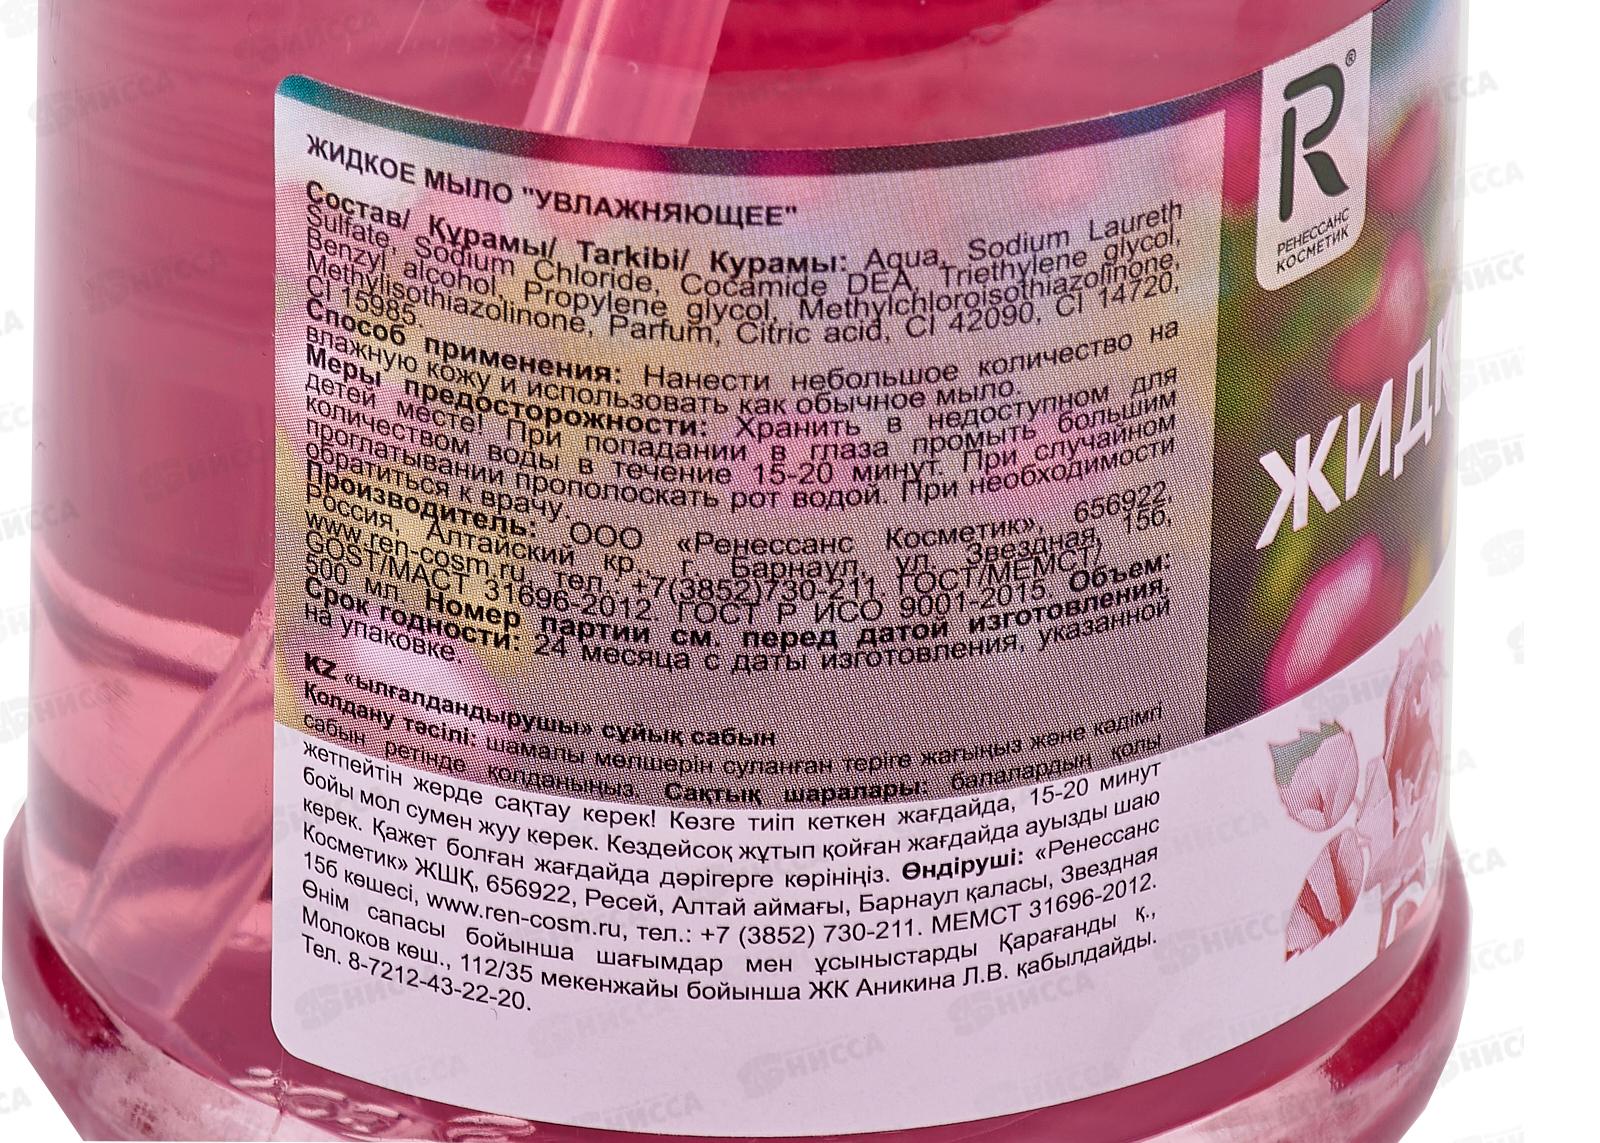 ЖИДКОЕ МЫЛО "УВЛАЖНЯЮЩЕЕ"
Состав/ Құрамы/ Tarkibi/ Курамы: Aqua, Sodium Laureth
Sulfate, Sodium Chloride, Cocamide DEA, Triethylene glycol,
Benzyl alcohol, Propylene glycol, Methylchloroisothiazolinone,
Methylisothiazolinone, Parfum, Citric acid, CI 42090, CI 14720,
CI 15985.
Способ применения: Нанести небольшое количество на
влажную кожу и использовать как обычное мыло.
Меры предосторожности: Хранить в недоступном для
детей месте! При попадании в глаза промыть большим
количеством воды в течение 15-20 минут. При случайном
проглатывании прополоскать рот водой. При необходимости
обратиться к врачу.
Производитель: ООО «Ренессанс Косметик», 656922,
Россия, Алтайский кр., г. Барнаул, ул. Звездная, 15б,
www.ren-cosm.ru, тел. +7(3852)730-211. ГОСТ/МЕМСТ/
GOST/МАСТ 31696-2012. ГОСТ Р ИСО 9001-2015. Объем:
500 мл. Номер партии см. перед датой изготовления.
Срок годности: 24 месяца с даты изготовления, указанной
на упаковке.
KZ «ылғалдандырушы» сұйық сабын
Қолдану тәсілі: шамалы мөлшерін суланған теріге жағыңыз және кәдімгі
сабын ретінде қолданыңыз. Сақтық шаралары: балалардың қолы
жетпейтін жерде сақтау керек! Көзге тиіп кеткен жағдайда, 15-20 минут
бойы мол сумен жуу керек. Кездейсоқ жұтып қойған жағдайда ауызды шаю
керек. Қажет болған жағдайда дәрігерге көрініңіз. Өндіруші: «Ренессанс
Косметик» ЖШҚ, 656922, Ресей, Алтай аймағы, Барнаул қаласы, Звездная
15б көшесі, www.ren-cosm.ru, тел.: +7 (3852) 730-211. МЕМСТ 31696-2012.
Өнім сапасы бойынша шағымдар мен ұсыныстарды Қарағанды қ.,
Молоков көш., 112/35 мекенжайы бойынша ЖК Аникина Л.В. қабылдайды.
Тел. 8-7212-43-22-20.
R®
РЕНЕССАНС
КОСМЕТИК
ЖИДК